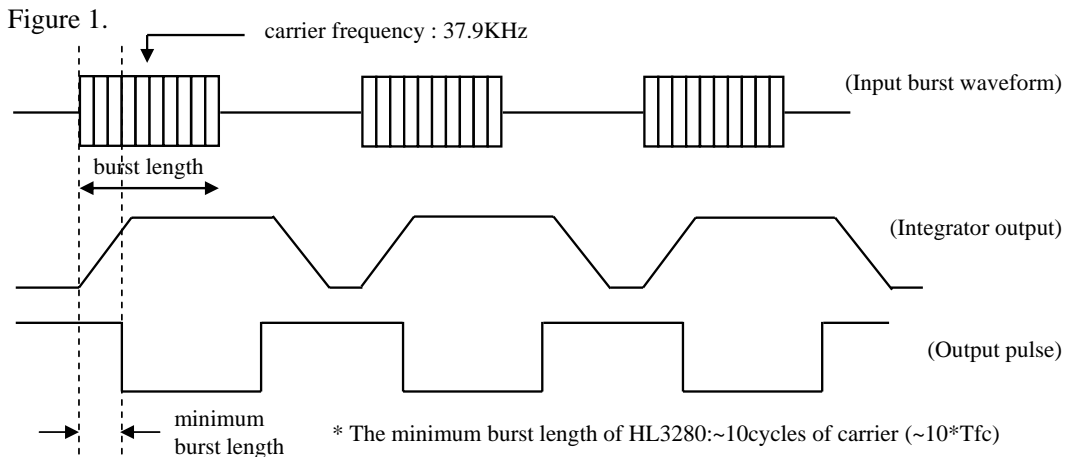 Figure 1.
carrier frequency : 37.9KHz
(Input burst waveform)
burst length
(Integrator output)
(Output pulse)
minimum
burst length
* The minimum burst length of HL3280:~10cycles of carrier (~10*Tfc)